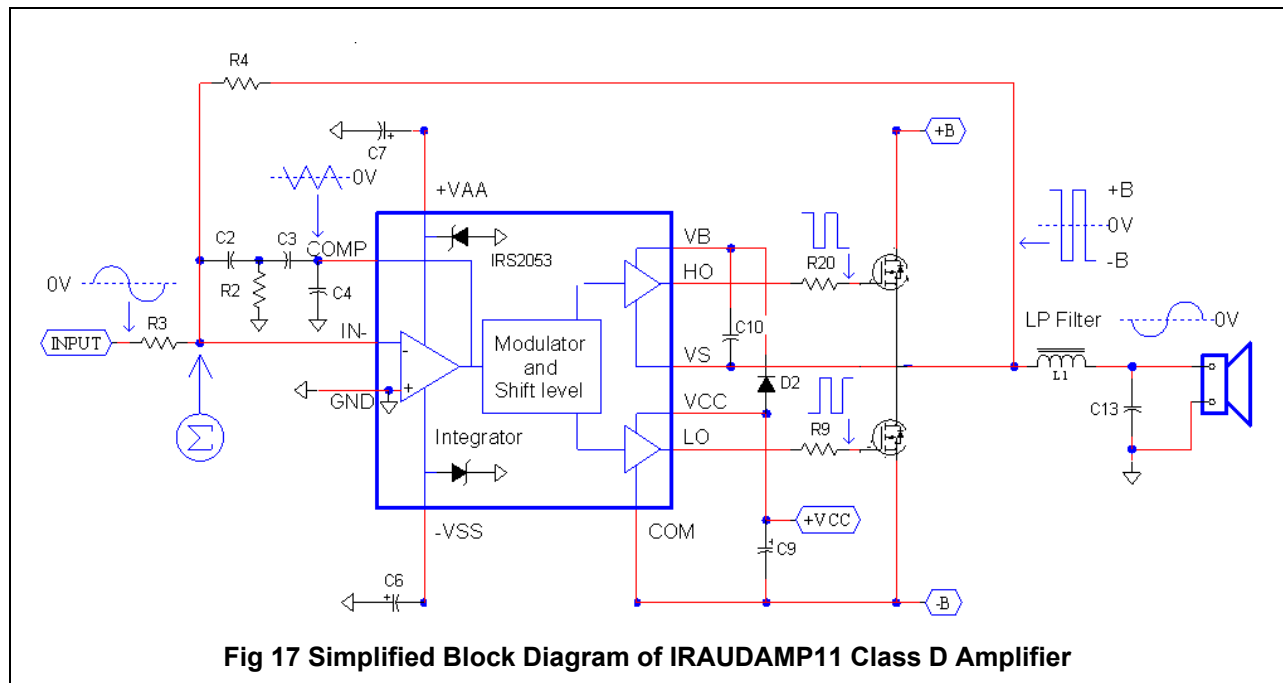 R4
+B
C7
0V
+VAA
+B
0V
-B
VB
C2
C3
COMP
IRS2053
HO
R20
0V
R2
C4
LP Filter
0V
R3
IN-
C10
INPUT
-
Modulator
and
Shift level
VS
L1
+
D2
GND
VCC
C13
Σ
Integrator
LO
R9
-VSS
COM
+VCC
C9
C6
-B
Fig 17 Simplified Block Diagram of IRAUDAMP11 Class D Amplifier